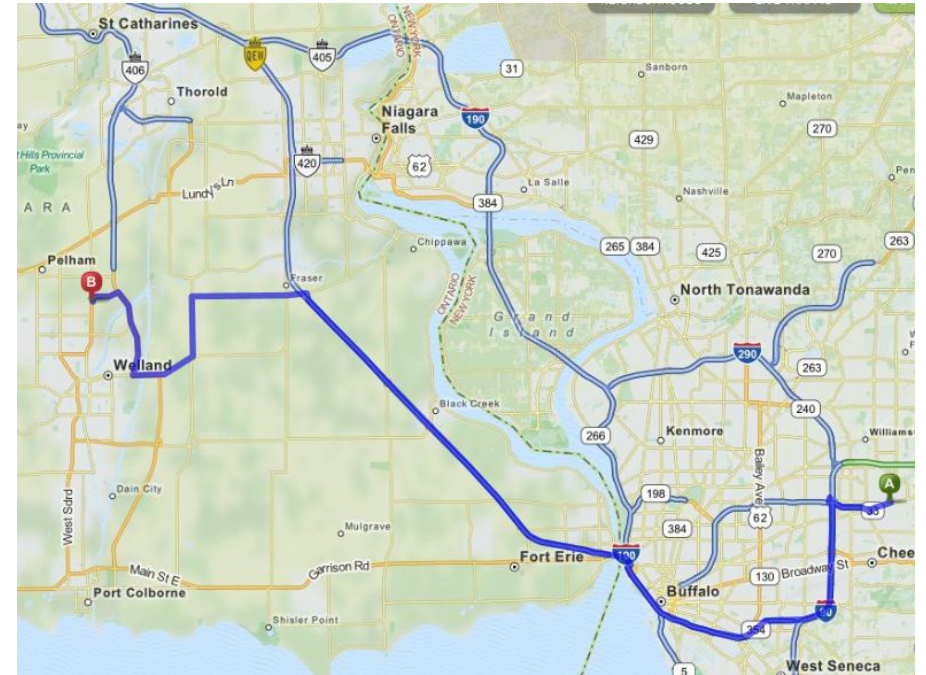 St Catharines
QEW
405
406
Thorold
31
Sanborn
Mapleton
NEW YORK
ONTARIO
Niagara
Falls
190
270
429
t Hills Provincial
Park
420
62
Lundy's Ln
La Salle
Nashville
384
A R A
265
384
425
270
263
Chippawa
Pelham
B
Fraser
ONTARIO
NEW YORK
North Tonawanda
Grand
Island
290
263
Welland
240
Black Creek
266
Kenmore
Williams
Bailey Ave
A
Dain City
198
62
33
384
West Sdrd
Mulgrave
Fort Erie
190
Garrison Rd
Main St E
130
Broadway St
Chee
Port Colborne
Buffalo
90
Shisler Point
354
5
West Seneca